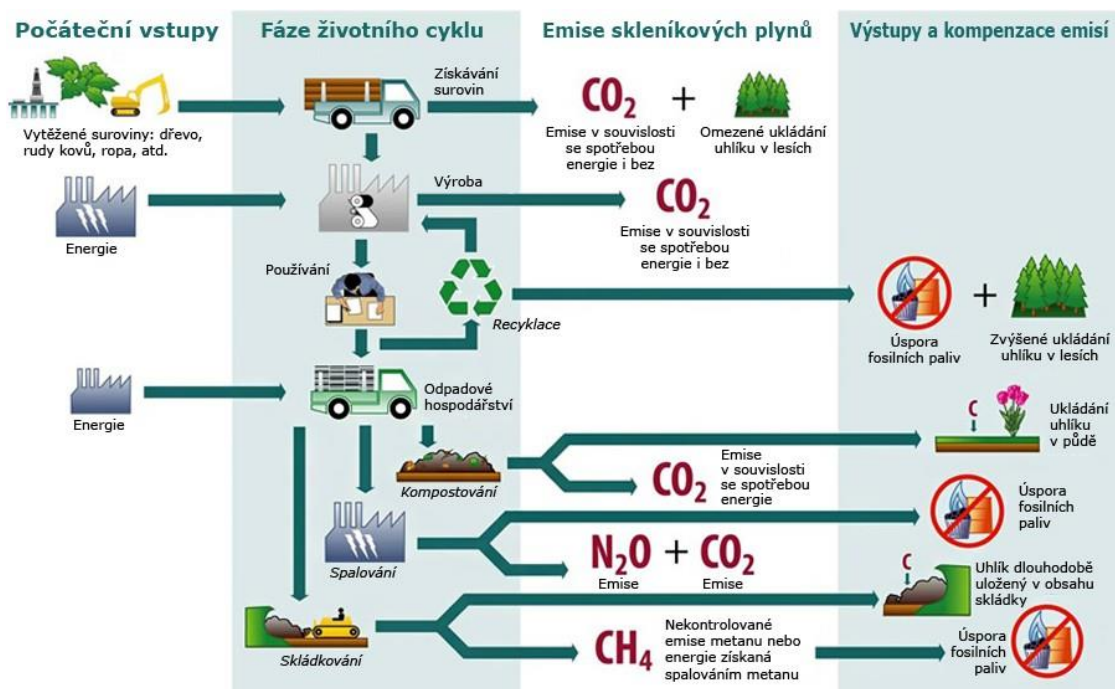 Počáteční vstupy
Fáze životního cyklu
Emise skleníkových plynů
Výstupy a kompenzace emisí
Vytěžené suroviny: dřevo,
rudy kovů, ropa, atd.
Získávání
surovin
CO₂
+
Emise v souvislosti
se spotřebou
energie i bez
Omezené ukládání
uhlíku v lesích
Energie
Výroba
CO₂
Emise v souvislosti
se spotřebou
energie i bez
Používání
Recyklace
+
Úspora
fosilních paliv
Zvýšené ukládání
uhlíku v lesích
Energie
Odpadové
hospodářství
Kompostování
CO₂
Emise
v souvislosti
se spotřebou
energie
C
Ukládání
uhlíku
v půdě
Spalování
N₂O + CO₂
Emise
Emise
Úspora
fosilních
paliv
Skládkování
C
Uhlík dlouhodobě
uložený v obsahu
skládky
CH₄
Nekontrolované
emise metanu nebo
energie získaná
spalováním metanu
Úspora
fosilních
paliv